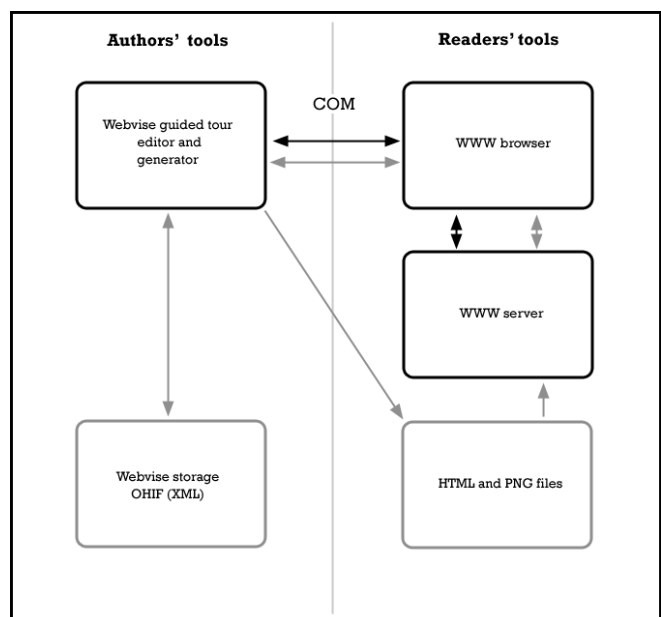 Authors' tools
Readers' tools
COM
Webvise guided tour
editor and
generator
WWW browser
WWW server
Webvise storage
OHIF (XML)
HTML and PNG files